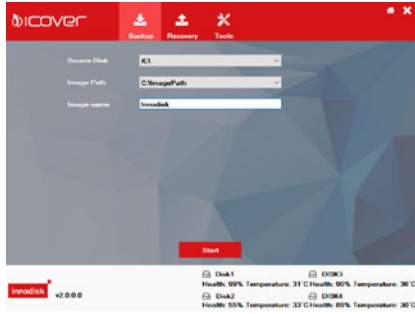 iCOVER
Backup Recovery Tools
Source Disk K:\
Image Path C:\ImagePath
Image name Innodisk
Start
Disk1 DISK3
Health: 99% Temperature: 31°C Health: 90% Temperature: 36°C
Disk2 DISK4
Health: 55% Temperature: 33°C Health: 89% Temperature: 30°C
innodisk v2.0.0.0